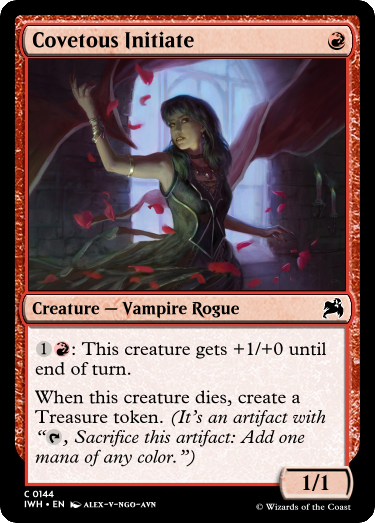 Covetous Initiate
Creature — Vampire Rogue
1 R: This creature gets +1/+0 until
end of turn.
When this creature dies, create a
Treasure token. (It's an artifact with
“T, Sacrifice this artifact: Add one
mana of any color.”)
1/1
C 0144
IWH • EN ALEX-V-NGO-AVN
© Wizards of the Coast